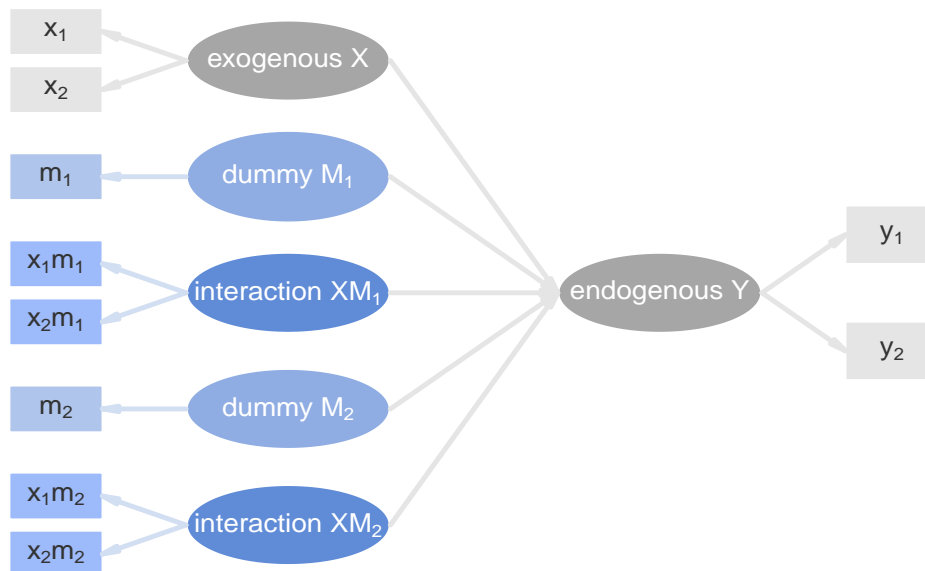 x₁
exogenous X
x₂
m₁
dummy M₁
x₁m₁
interaction XM₁
x₂m₁
m₂
dummy M₂
x₁m₂
interaction XM₂
x₂m₂
endogenous Y
y₁
y₂